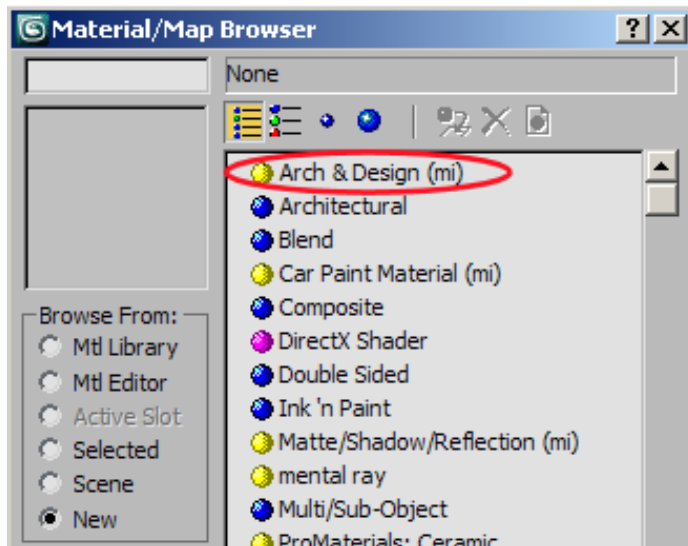 Material/Map Browser
None
Arch & Design (mi)
Architectural
Blend
Car Paint Material (mi)
Composite
DirectX Shader
Double Sided
Ink 'n Paint
Matte/Shadow/Reflection (mi)
mental ray
Multi/Sub-Object
ProMaterials: Ceramic
Browse From:
Mtl Library
Mtl Editor
Active Slot
Selected
Scene
New